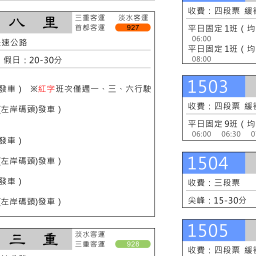 八 里 三重客運 淡水客運
首都客運 927
速公路
假日：20-30分
發車） ※紅字班次僅週一、三、六行駛
左岸碼頭)發車）
發車）
左岸碼頭)發車）
發車）
左岸碼頭)發車）
三 重 淡水客運
三重客運 928
收費：四段票 緩
平日固定1班（均
06:00
平日固定1班（均
08:00
1503
收費：四段票 緩
平日固定9班（均
06:00 06:30
1504
收費：三段票
尖峰：15-30分
1505
收費：四段票 緩